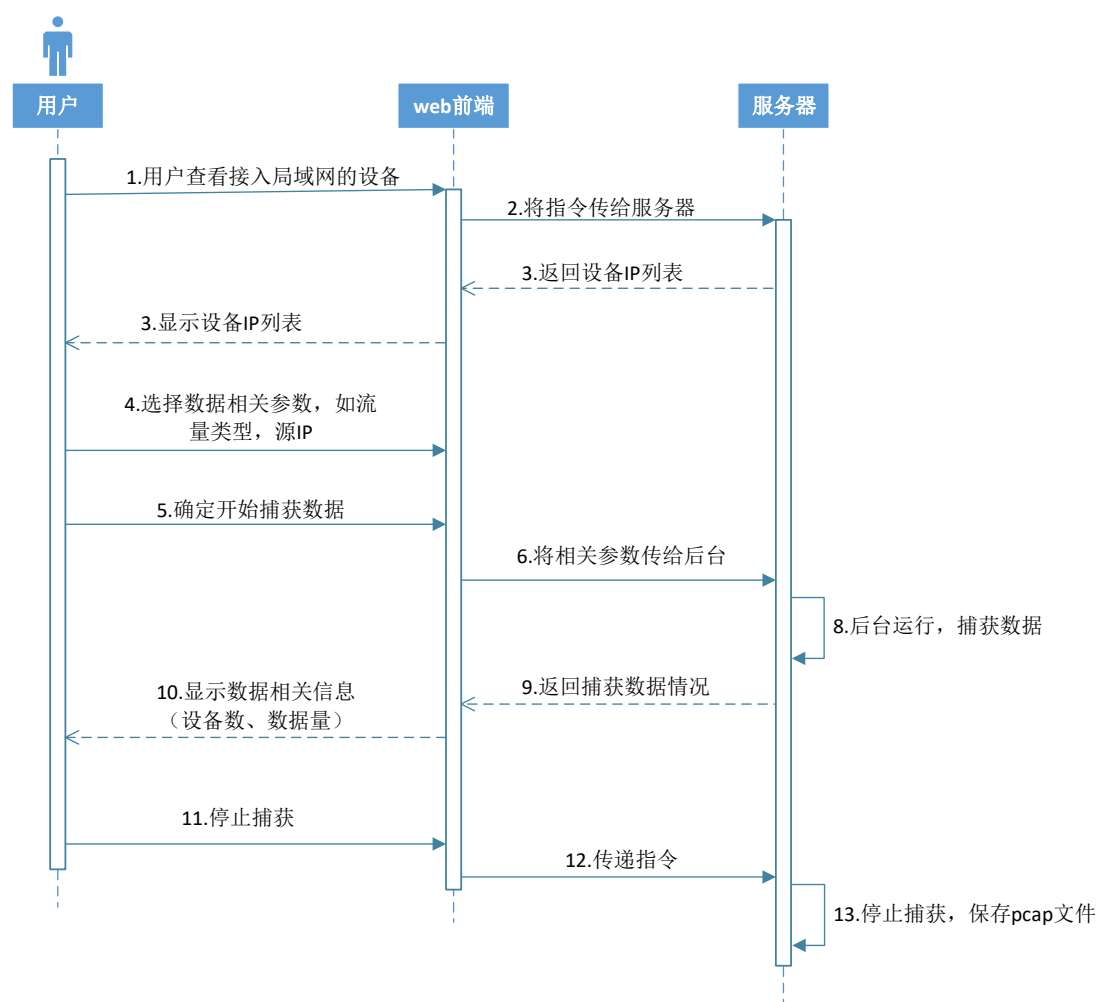 用户
web前端
服务器
1.用户查看接入局域网的设备
2.将指令传给服务器
3.返回设备IP列表
3.显示设备IP列表
4.选择数据相关参数，如流
量类型，源IP
5.确定开始捕获数据
6.将相关参数传给后台
8.后台运行，捕获数据
9.返回捕获数据情况
10.显示数据相关信息
（设备数、数据量）
11.停止捕获
12.传递指令
13.停止捕获，保存pcap文件